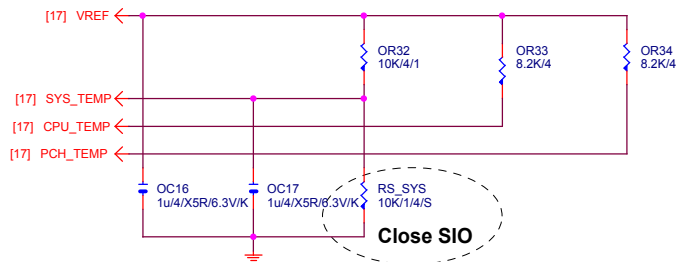 [17] VREF
OR32
10K/4/1
OR33
8.2K/4
OR34
8.2K/4
[17] SYS_TEMP
[17] CPU_TEMP
[17] PCH_TEMP
OC16
1u/4/X5R/6.3V/K
OC17
1u/4/X5R/6.3V/K
RS_SYS
10K/1/4/S
Close SIO